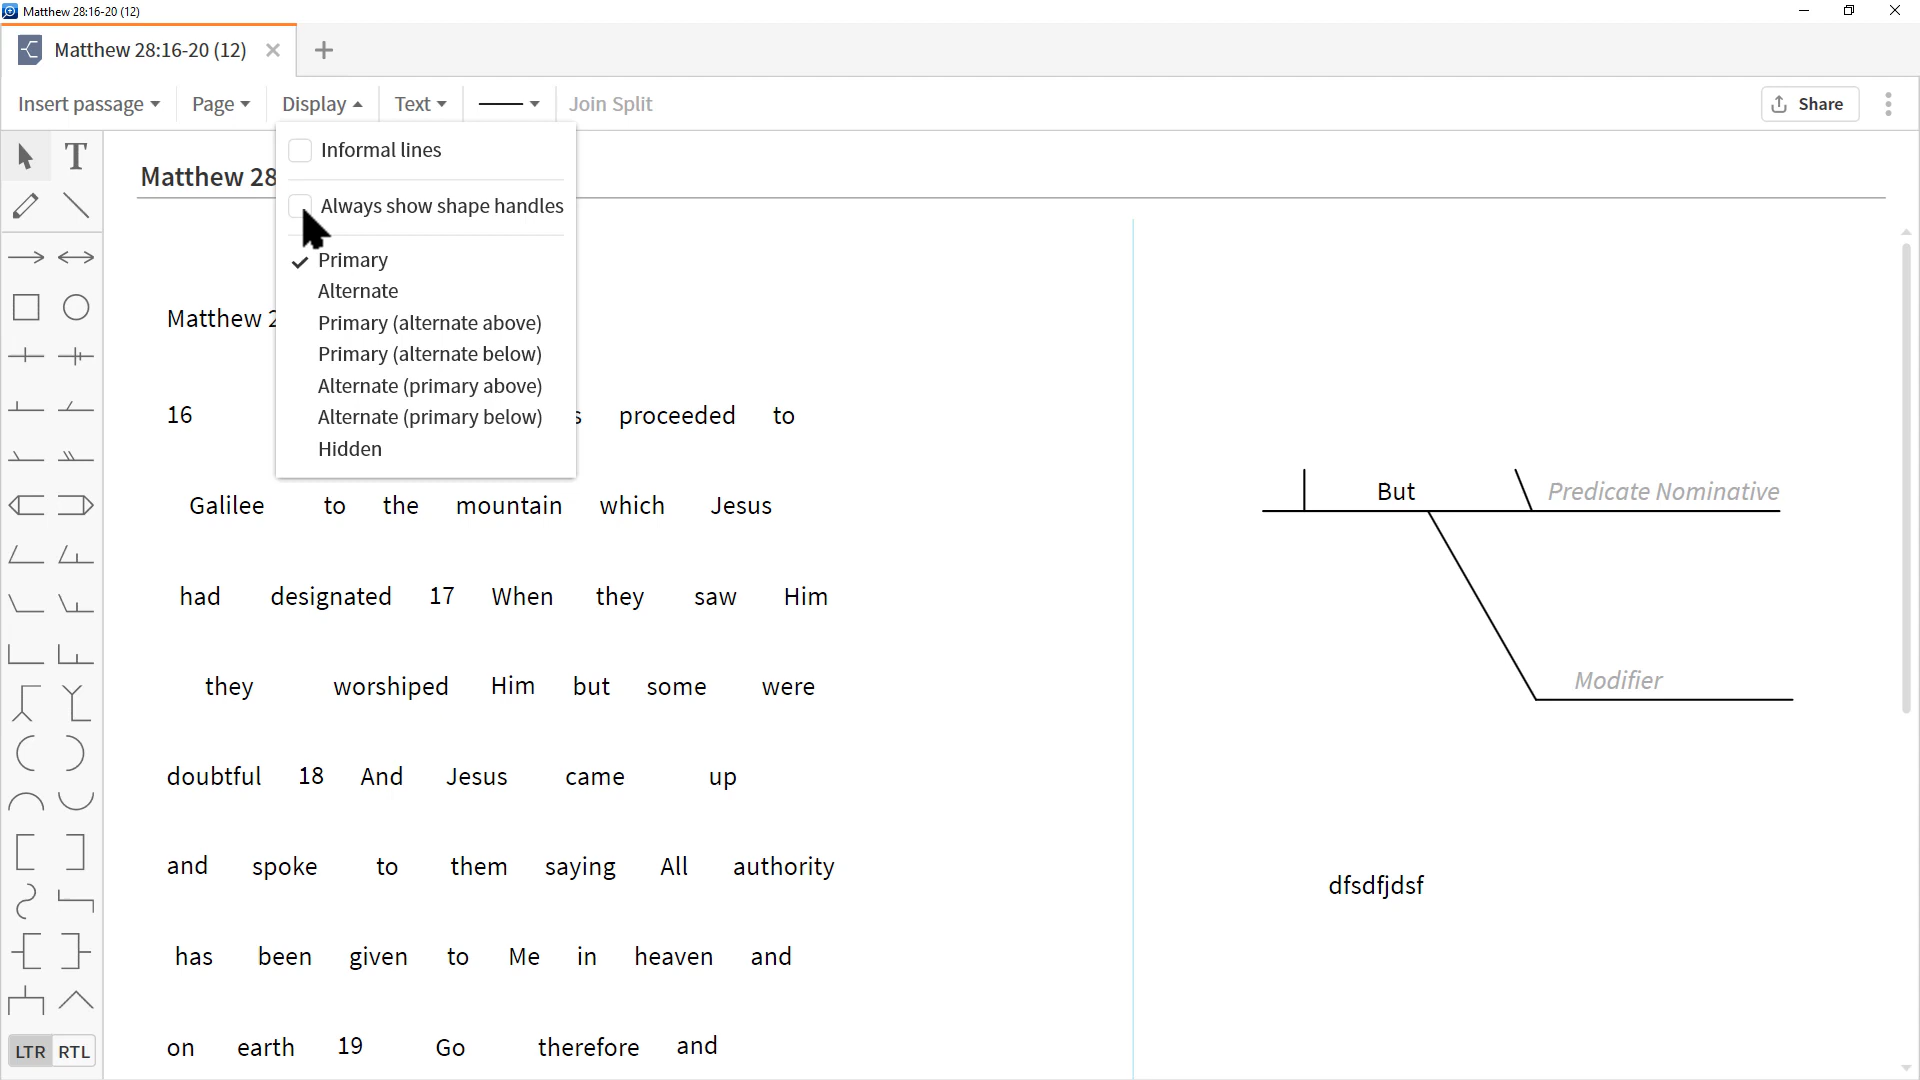 Matthew 28:16-20 (12)
Matthew 28:16-20 (12)
Insert passage Page Display Text Join Split Share
Informal lines
Always show shape handles
Primary
Alternate
Primary (alternate above)
Primary (alternate below)
Alternate (primary above)
Alternate (primary below)
Hidden
T
Matthew 28
Matthew 2
16 s proceeded to
Galilee to the mountain which Jesus
had designated 17 When they saw Him
they worshiped Him but some were
doubtful 18 And Jesus came up
and spoke to them saying All authority
has been given to Me in heaven and
on earth 19 Go therefore and
But Predicate Nominative
Modifier
dfsdfjdsf
LTR RTL